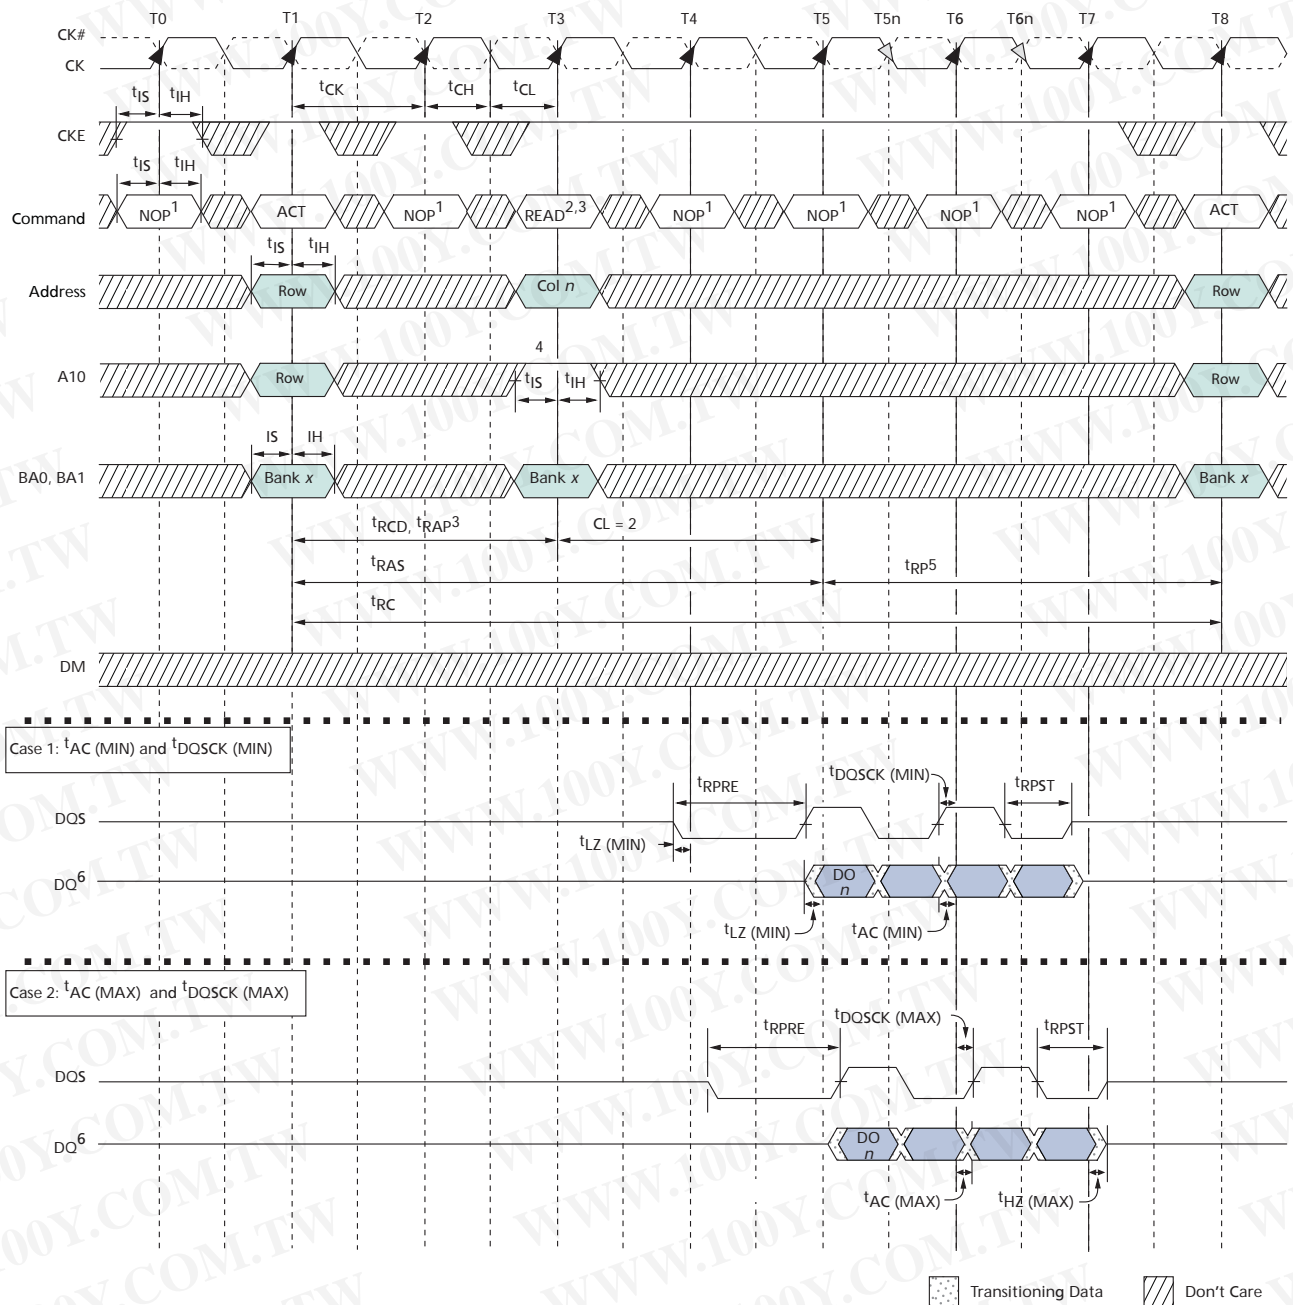 T0 T1 T2 T3 T4 T5 T5n T6 T6n T7 T8
CK#
CK
tIS tIH tCK tCH tCL
CKE
tIS tIH
Command NOP1 ACT NOP1 READ2,3 NOP1 NOP1 NOP1 NOP1 ACT
tIS tIH
Address Row Col n Row
4
A10 Row tIS tIH Row
IS IH
BA0, BA1 Bank x Bank x Bank x
tRCD, tRAP3 CL = 2
tRAS tRP5
tRC
DM
Case 1: tAC (MIN) and tDQSCK (MIN)
tRPRE tDQSCK (MIN) tRPST
DQS
tLZ (MIN)
DQ6 DO n
tLZ (MIN) tAC (MIN)
Case 2: tAC (MAX) and tDQSCK (MAX)
tRPRE tDQSCK (MAX) tRPST
DQS
DQ6 DO n
tAC (MAX) tHZ (MAX)
Transitioning Data Don't Care
WWW.100Y.COM.TW